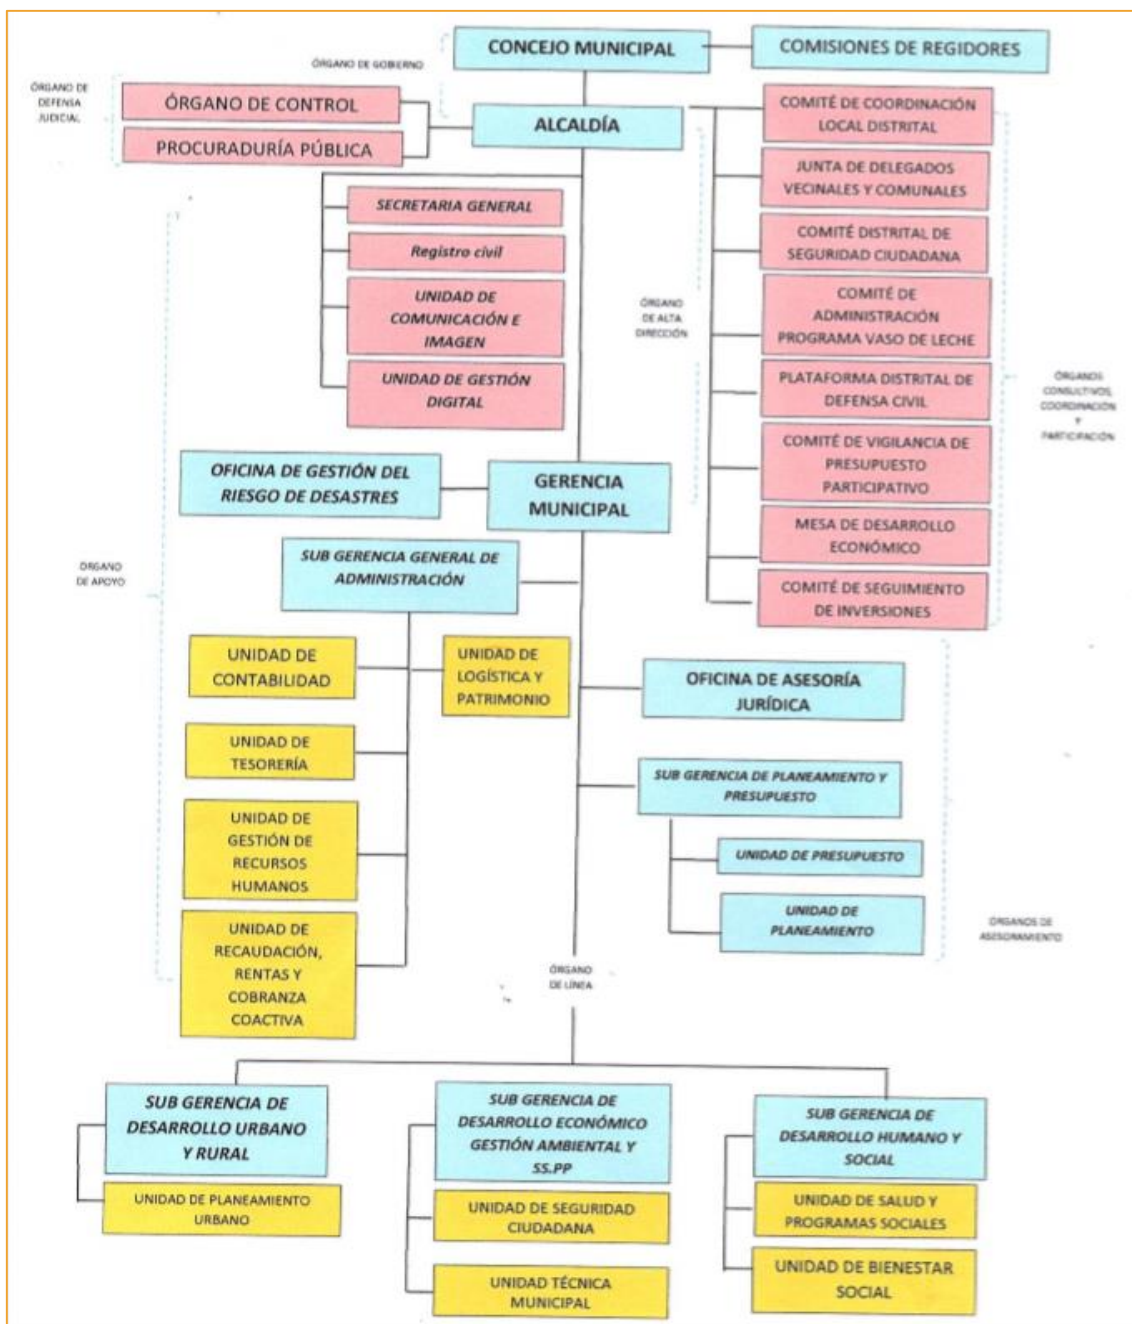 CONCEJO MUNICIPAL
COMISIONES DE REGIDORES
ÓRGANO DE GOBIERNO
ÓRGANO DE
DEFENSA
JUDICIAL
ÓRGANO DE CONTROL
PROCURADURÍA PÚBLICA
ALCALDÍA
COMITÉ DE COORDINACIÓN
LOCAL DISTRITAL
JUNTA DE DELEGADOS
VECINALES Y COMUNALES
COMITÉ DISTRITAL DE
SEGURIDAD CIUDADANA
COMITÉ DE
ADMINISTRACIÓN
PROGRAMA VASO DE LECHE
PLATAFORMA DISTRITAL DE
DEFENSA CIVIL
COMITÉ DE VIGILANCIA DE
PRESUPUESTO
PARTICIPATIVO
MESA DE DESARROLLO
ECONÓMICO
COMITÉ DE SEGUIMIENTO
DE INVERSIONES
ÓRGANOS
CONSULTIVOS,
COORDINACIÓN
Y
PARTICIPACIÓN
ÓRGANO
DE ALTA
DIRECCIÓN
SECRETARIA GENERAL
Registro civil
UNIDAD DE
COMUNICACIÓN E
IMAGEN
UNIDAD DE GESTIÓN
DIGITAL
OFICINA DE GESTIÓN DEL
RIESGO DE DESASTRES
GERENCIA
MUNICIPAL
ÓRGANO
DE APOYO
SUB GERENCIA GENERAL DE
ADMINISTRACIÓN
UNIDAD DE
CONTABILIDAD
UNIDAD DE
LOGÍSTICA Y
PATRIMONIO
UNIDAD DE
TESORERÍA
UNIDAD DE
GESTIÓN DE
RECURSOS
HUMANOS
UNIDAD DE
RECAUDACIÓN,
RENTAS Y
COBRANZA
COACTIVA
OFICINA DE ASESORÍA
JURÍDICA
SUB GERENCIA DE PLANEAMIENTO Y
PRESUPUESTO
UNIDAD DE PRESUPUESTO
UNIDAD DE
PLANEAMIENTO
ÓRGANOS DE
ASESORAMIENTO
ÓRGANO
DE LÍNEA
SUB GERENCIA DE
DESARROLLO URBANO
Y RURAL
UNIDAD DE PLANEAMIENTO
URBANO
SUB GERENCIA DE
DESARROLLO ECONÓMICO
GESTIÓN AMBIENTAL Y
SS.PP
UNIDAD DE SEGURIDAD
CIUDADANA
UNIDAD TÉCNICA
MUNICIPAL
SUB GERENCIA DE
DESARROLLO HUMANO Y
SOCIAL
UNIDAD DE SALUD Y
PROGRAMAS SOCIALES
UNIDAD DE BIENESTAR
SOCIAL